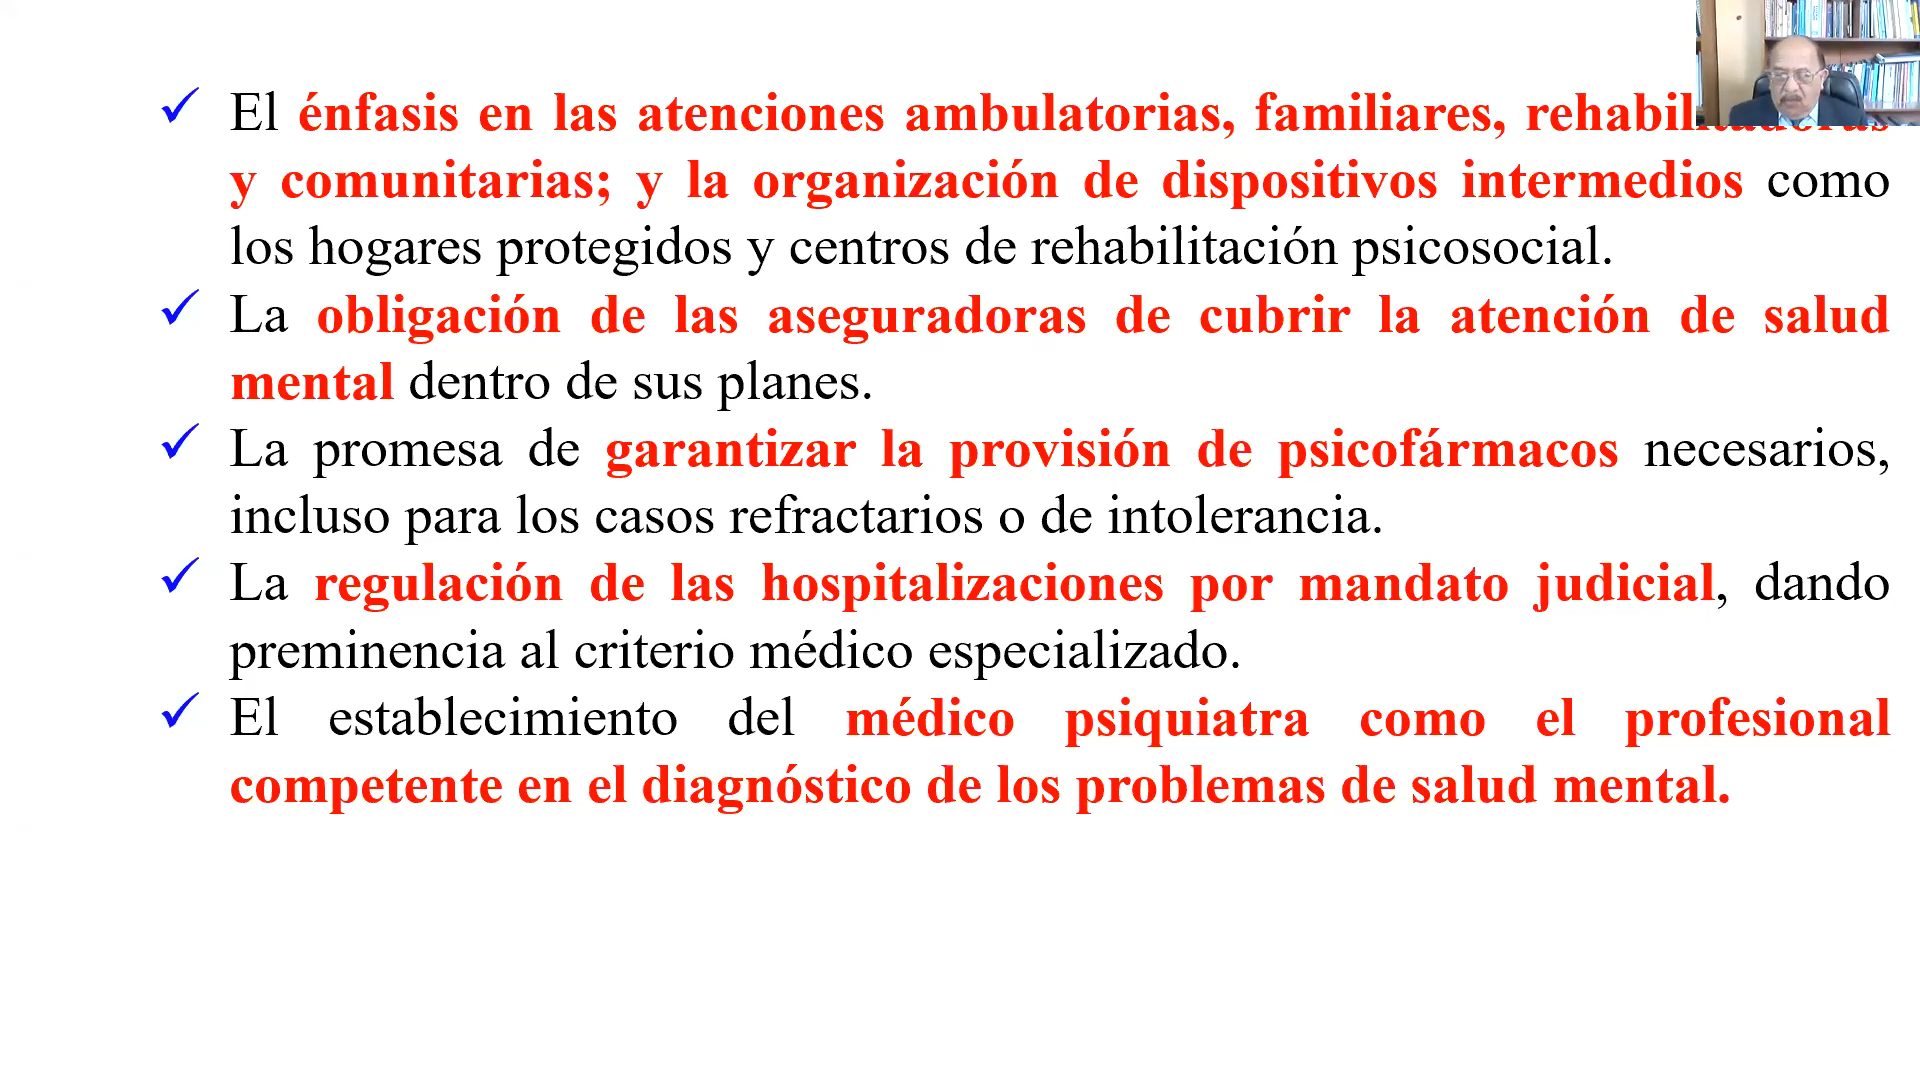 El énfasis en las atenciones ambulatorias, familiares, rehabilitadoras
y comunitarias; y la organización de dispositivos intermedios como
los hogares protegidos y centros de rehabilitación psicosocial.
La obligación de las aseguradoras de cubrir la atención de salud
mental dentro de sus planes.
La promesa de garantizar la provisión de psicofármacos necesarios,
incluso para los casos refractarios o de intolerancia.
La regulación de las hospitalizaciones por mandato judicial, dando
preminencia al criterio médico especializado.
El establecimiento del médico psiquiatra como el profesional
competente en el diagnóstico de los problemas de salud mental.